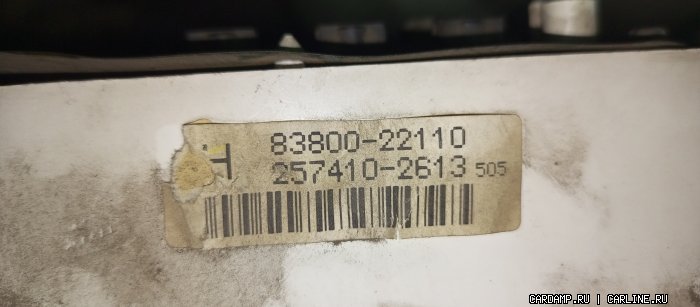 83800-22110
H 257410-2613 505
CARDAMP.RU | CARLINE.RU